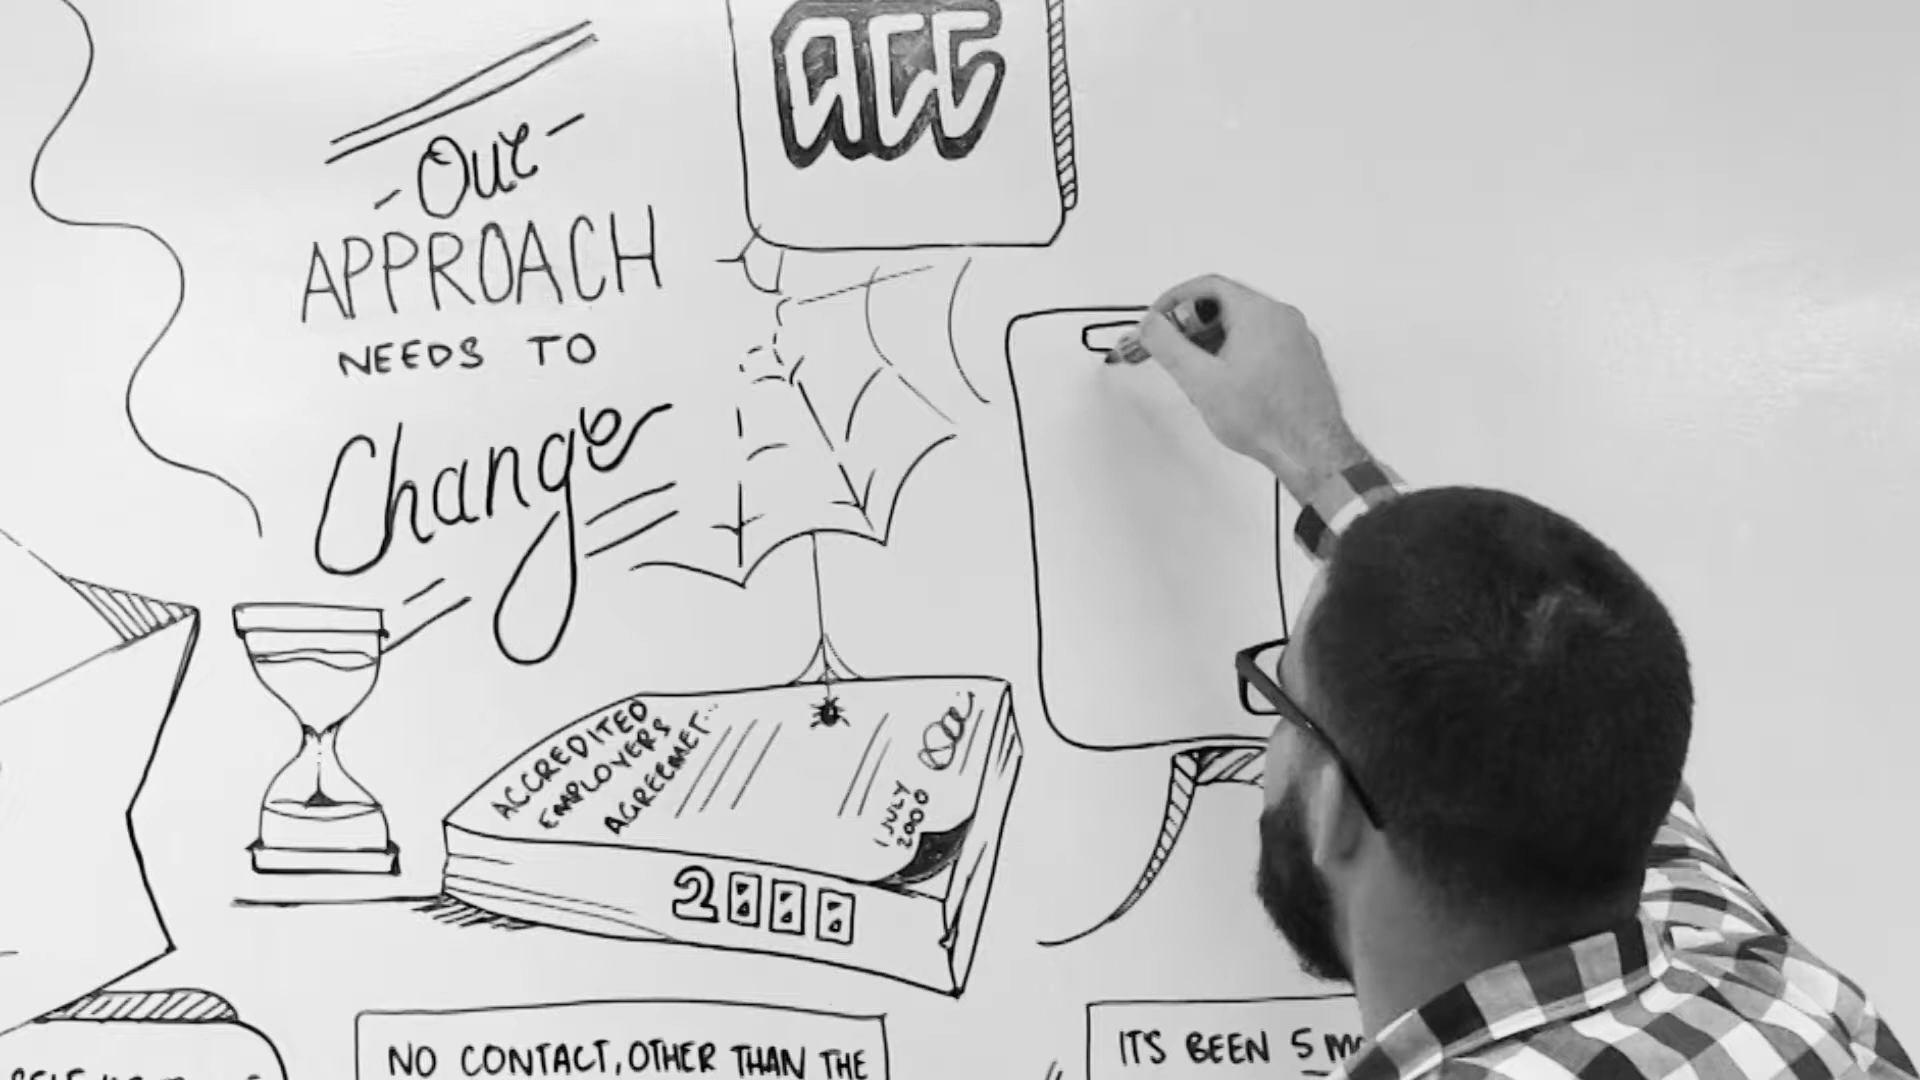 acc
Our
APPROACH
NEEDS TO
Change
ACCREDITED
EMPLOYERS
AGREEMET...
1 JULY
2000
2000
NO CONTACT, OTHER THAN THE
ITS BEEN 5